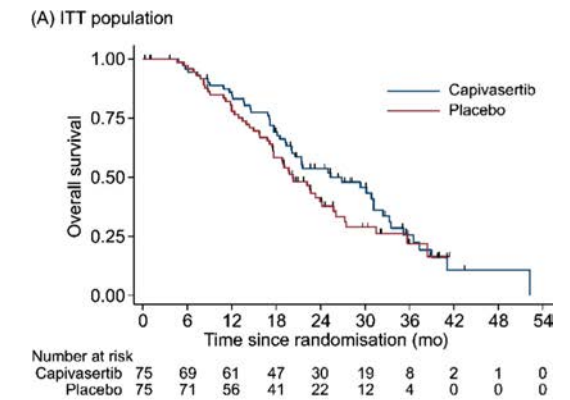 (A) ITT population
Capivasertib
Placebo
Overall survival
1.00
0.75
0.50
0.25
0.00
0 6 12 18 24 30 36 42 48 54
Time since randomisation (mo)
Number at risk
Capivasertib 75 69 61 47 30 19 8 2 1 0
Placebo 75 71 56 41 22 12 4 0 0 0